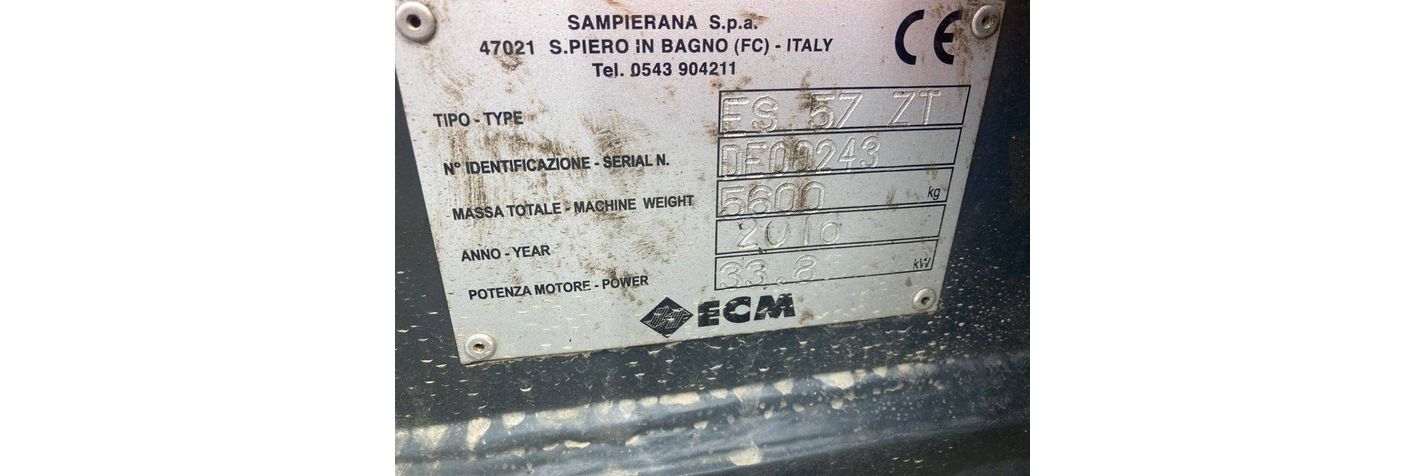 SAMPIERANA S.p.a.
47021 S.PIERO IN BAGNO (FC) - ITALY
Tel. 0543 904211
CE
TIPO - TYPE ES 57 ZT
N° IDENTIFICAZIONE - SERIAL N. DE00243
MASSA TOTALE - MACHINE WEIGHT 5600 kg
ANNO - YEAR 2016
POTENZA MOTORE - POWER 33.8 kW
ECM